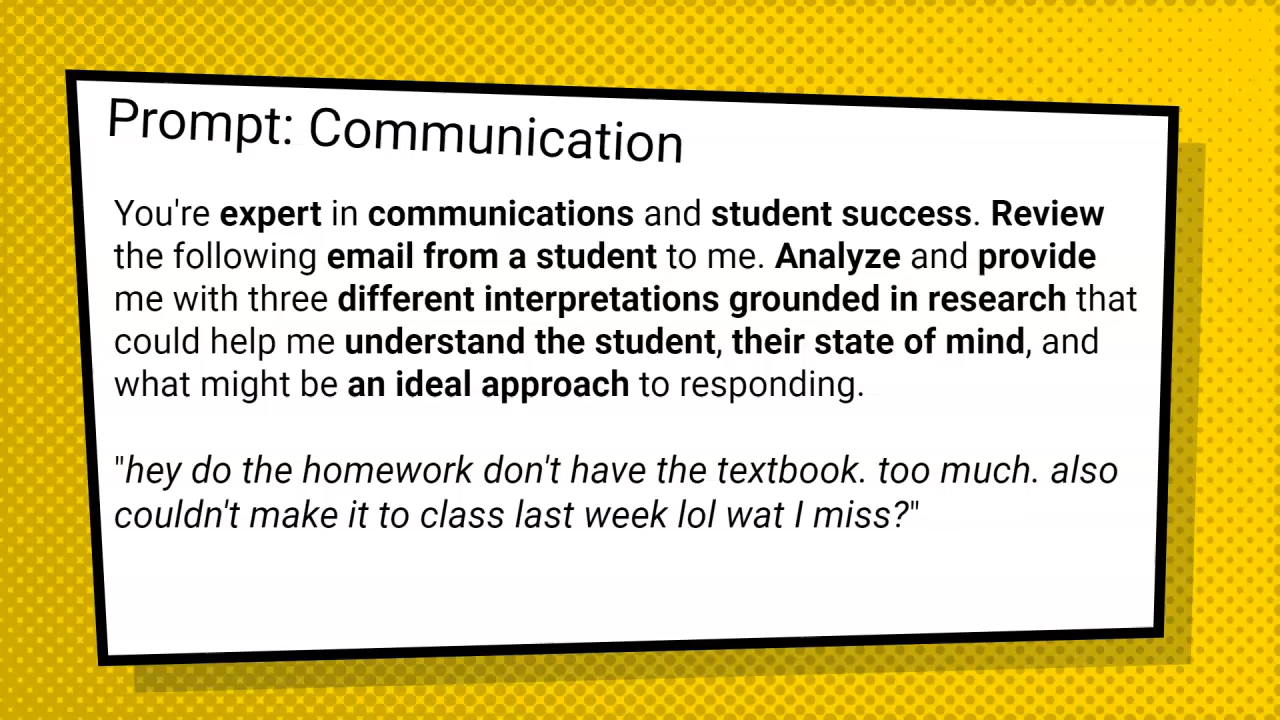 Prompt: Communication
You're expert in communications and student success. Review
the following email from a student to me. Analyze and provide
me with three different interpretations grounded in research that
could help me understand the student, their state of mind, and
what might be an ideal approach to responding.
"hey do the homework don't have the textbook. too much. also
couldn't make it to class last week lol wat I miss?"